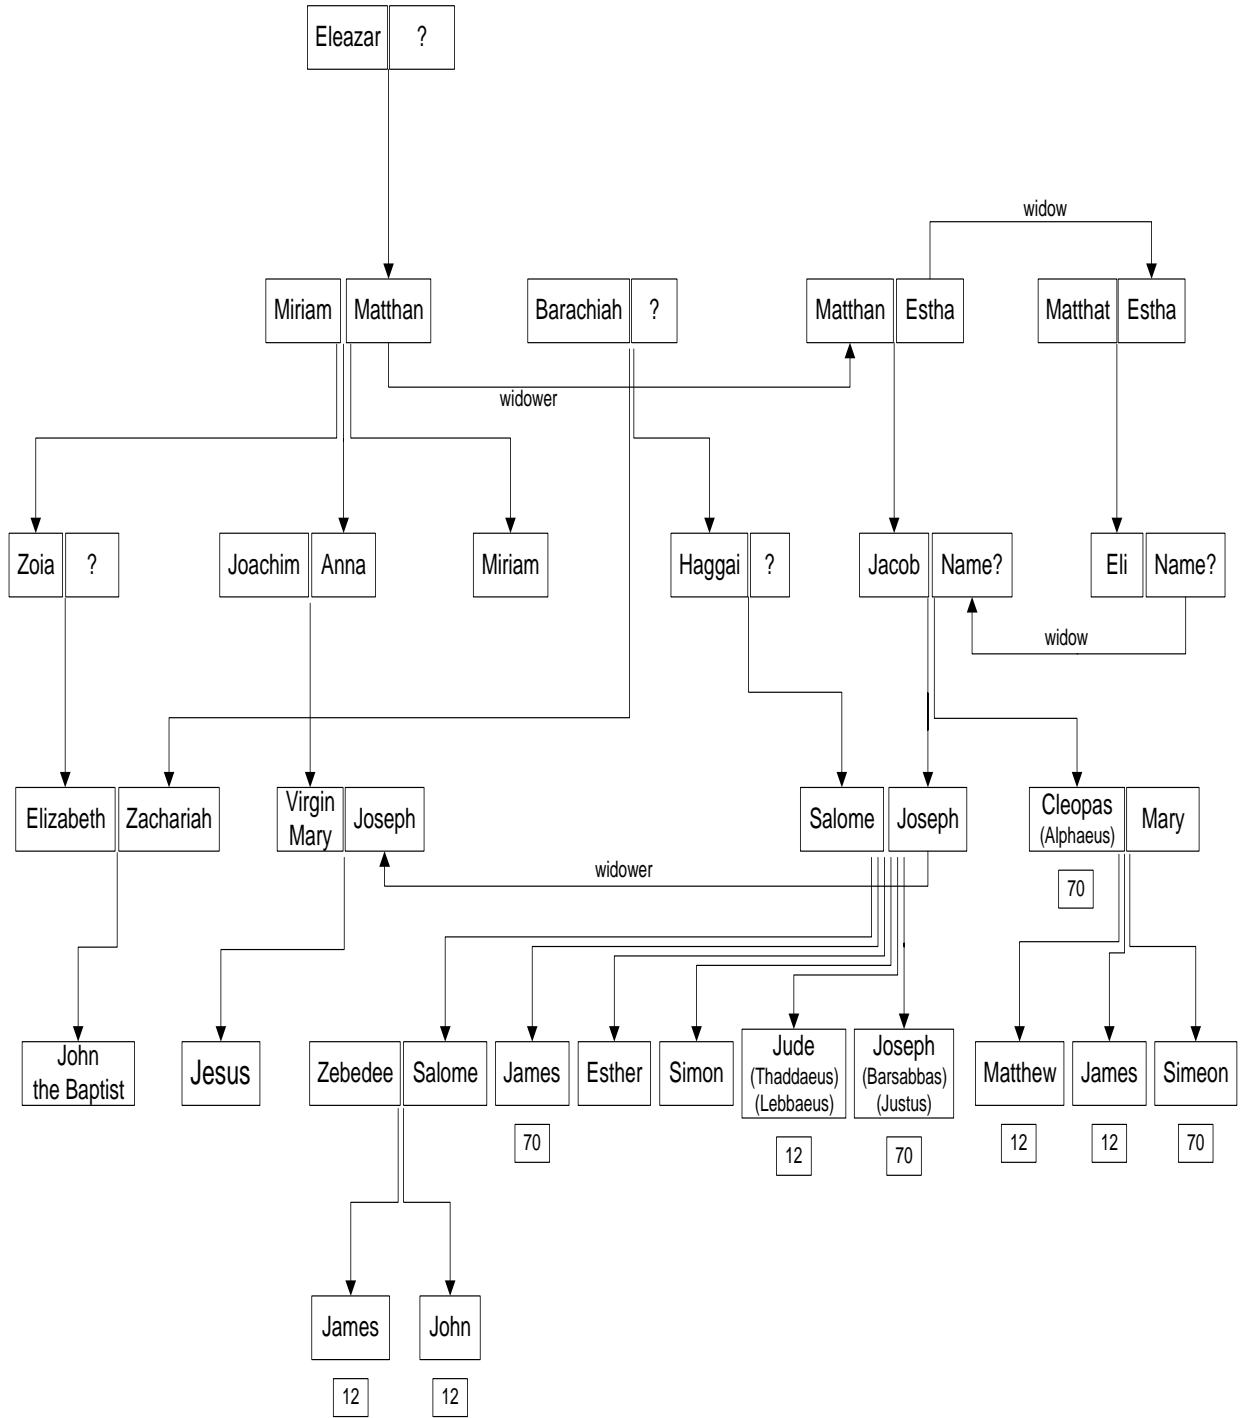 Eleazar
?
widow
Miriam
Matthan
Barachiah
?
Matthan
Estha
Matthat
Estha
widower
Zoia
?
Joachim
Anna
Miriam
Haggai
?
Jacob
Name?
Eli
Name?
widow
Elizabeth
Zachariah
Virgin
Mary
Joseph
Salome
Joseph
Cleopas
(Alphaeus)
Mary
widower
70
John
the Baptist
Jesus
Zebedee
Salome
James
Esther
Simon
Jude
(Thaddaeus)
(Lebbaeus)
Joseph
(Barsabbas)
(Justus)
Matthew
James
Simeon
70
12
70
12
12
70
James
John
12
12